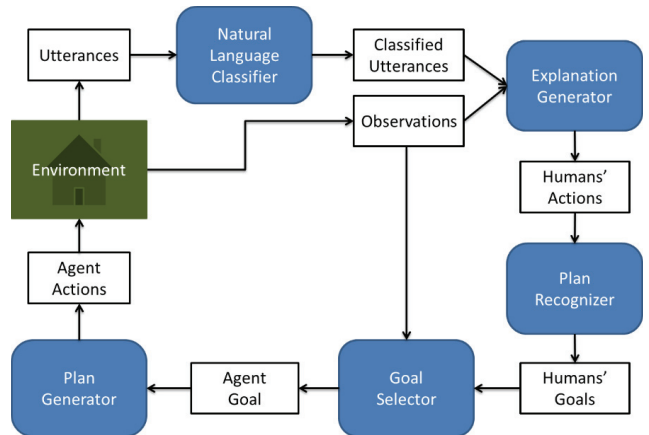 Utterances
Natural
Language
Classifier
Classified
Utterances
Explanation
Generator
Observations
Environment
Humans'
Actions
Agent
Actions
Plan
Recognizer
Plan
Generator
Agent
Goal
Goal
Selector
Humans'
Goals